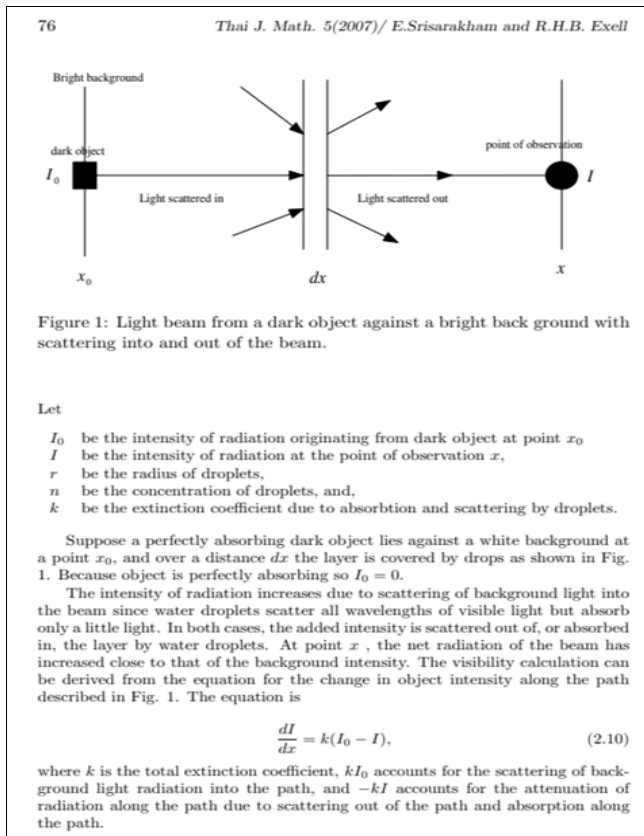 76 Thai J. Math. 5(2007)/ E.Srisarakham and R.H.B. Exell
Bright background
dark object
point of observation
I₀
I
Light scattered in
Light scattered out
x₀
dx
x
Figure 1: Light beam from a dark object against a bright back ground with
scattering into and out of the beam.
Let
I₀ be the intensity of radiation originating from dark object at point x₀
I be the intensity of radiation at the point of observation x,
r be the radius of droplets,
n be the concentration of droplets, and,
k be the extinction coefficient due to absorbtion and scattering by droplets.
Suppose a perfectly absorbing dark object lies against a white background at
a point x₀, and over a distance dx the layer is covered by drops as shown in Fig.
1. Because object is perfectly absorbing so I₀ = 0.
The intensity of radiation increases due to scattering of background light into
the beam since water droplets scatter all wavelengths of visible light but absorb
only a little light. In both cases, the added intensity is scattered out of, or absorbed
in, the layer by water droplets. At point x , the net radiation of the beam has
increased close to that of the background intensity. The visibility calculation can
be derived from the equation for the change in object intensity along the path
described in Fig. 1. The equation is
dI/dx = k(I₀ − I), (2.10)
where k is the total extinction coefficient, kI₀ accounts for the scattering of back-
ground light radiation into the path, and −kI accounts for the attenuation of
radiation along the path due to scattering out of the path and absorption along
the path.